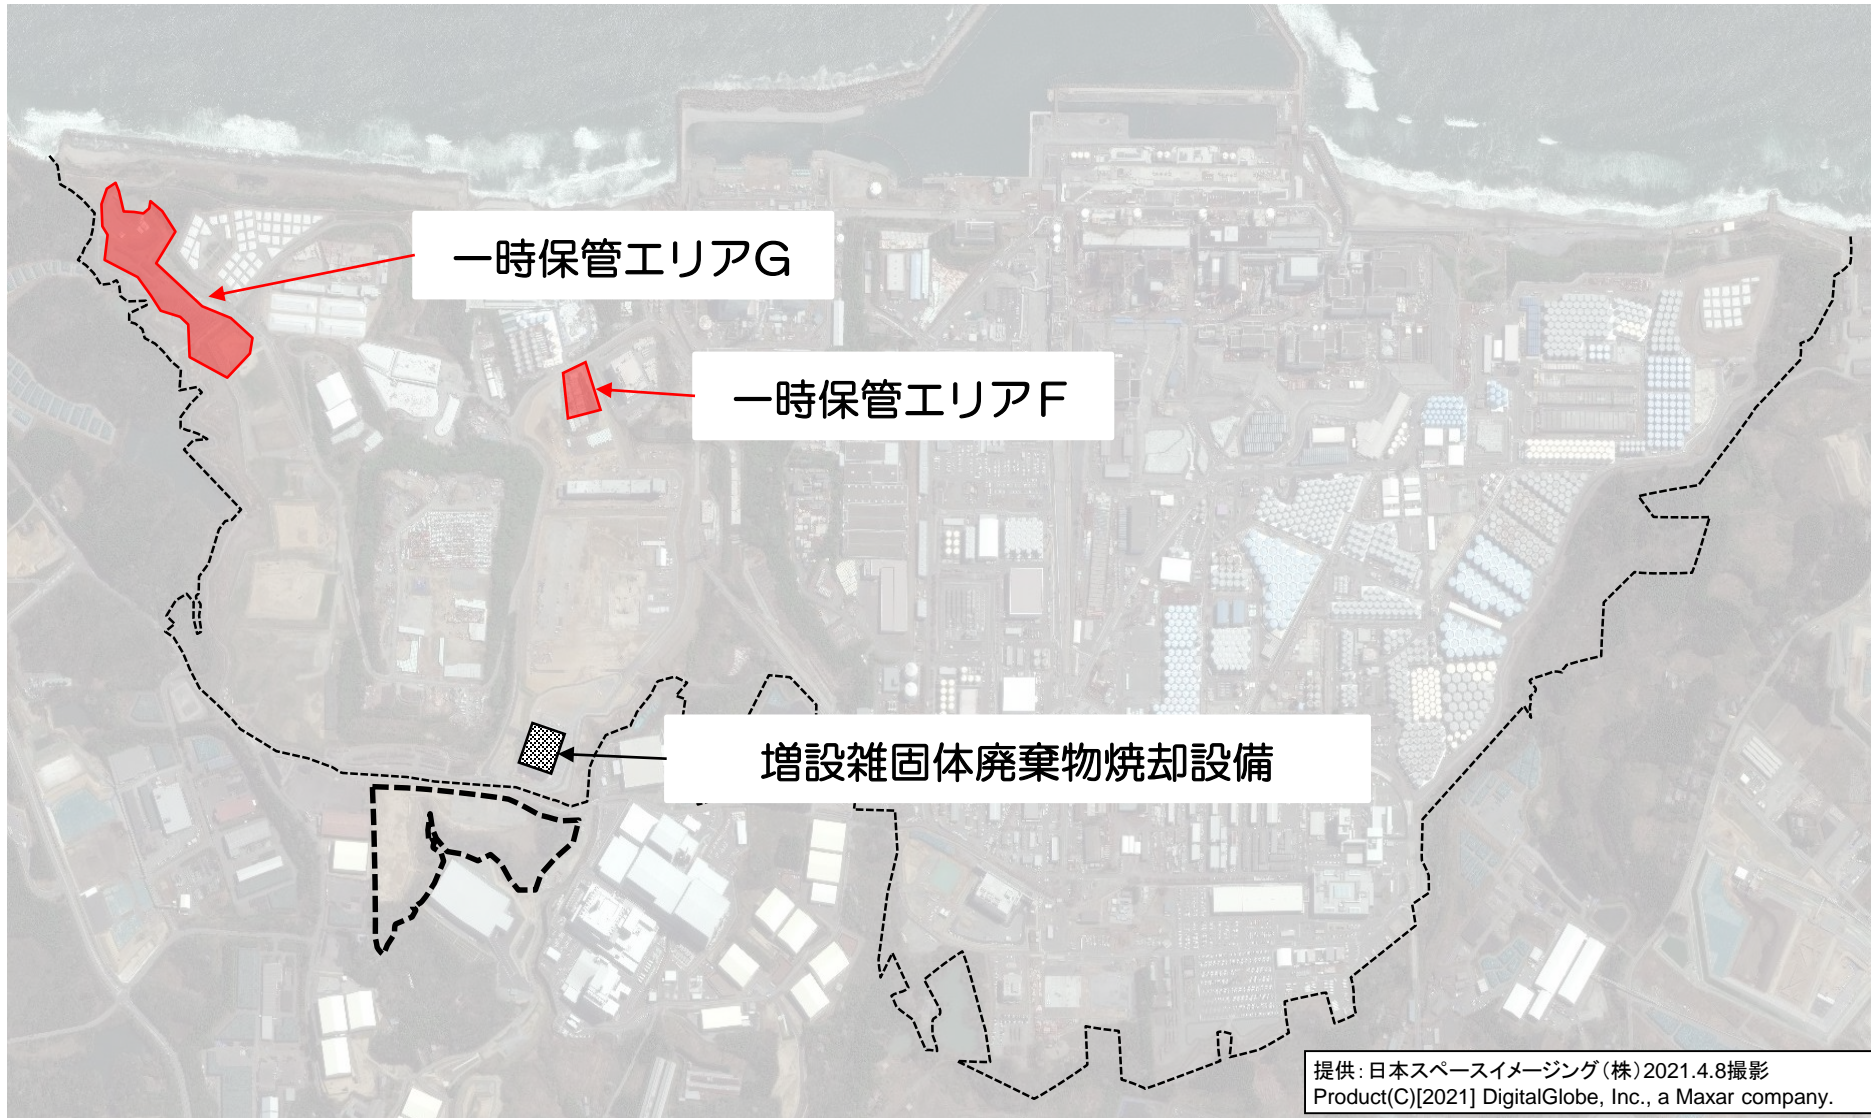 一時保管エリアG
一時保管エリアF
増設雑固体廃棄物焼却設備
提供：日本スペースイメージング（株）2021.4.8撮影
Product(C)[2021] DigitalGlobe, Inc., a Maxar company.